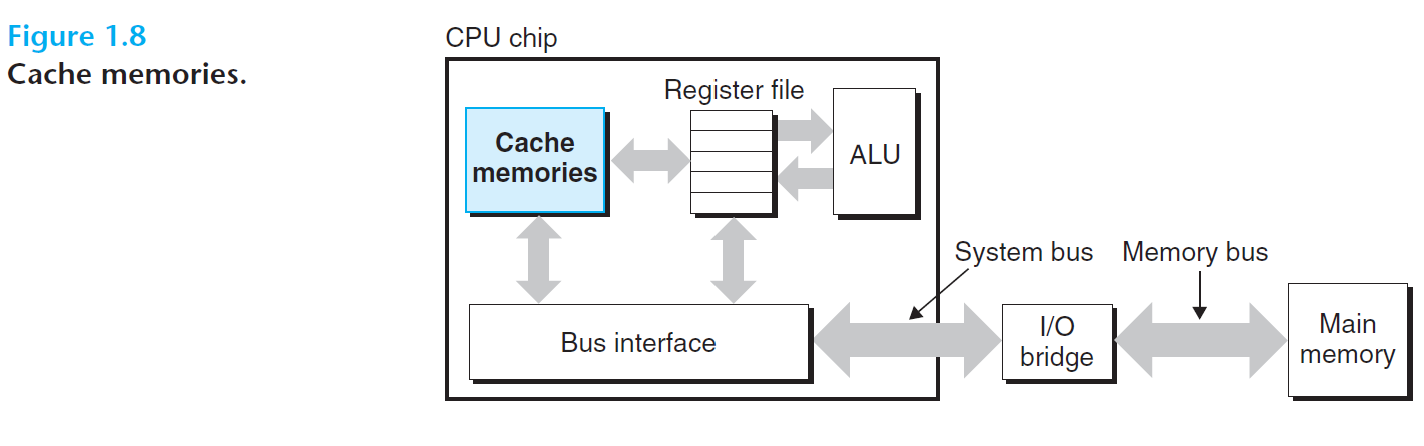 Figure 1.8
Cache memories.
CPU chip
Register file
Cache
memories
ALU
System bus
Memory bus
Bus interface
I/O
bridge
Main
memory